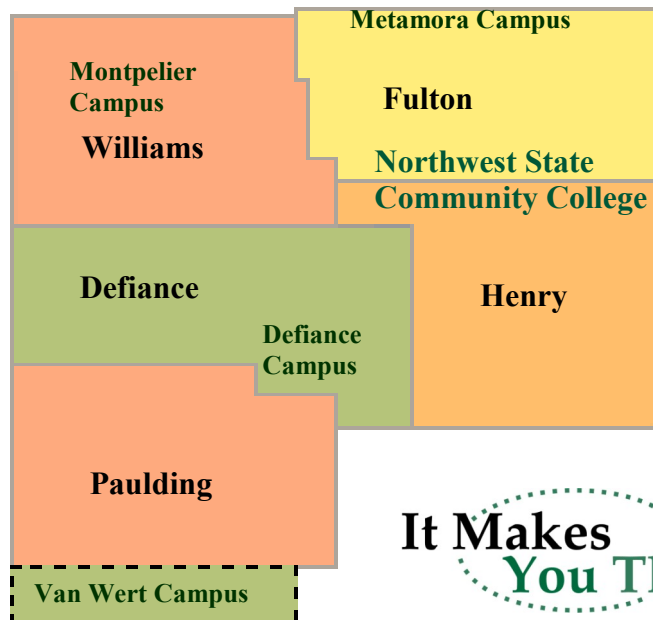 Metamora Campus
Montpelier
Campus
Fulton
Williams
Northwest State
Community College
Defiance
Henry
Defiance
Campus
Paulding
It Makes
You
Van Wert Campus